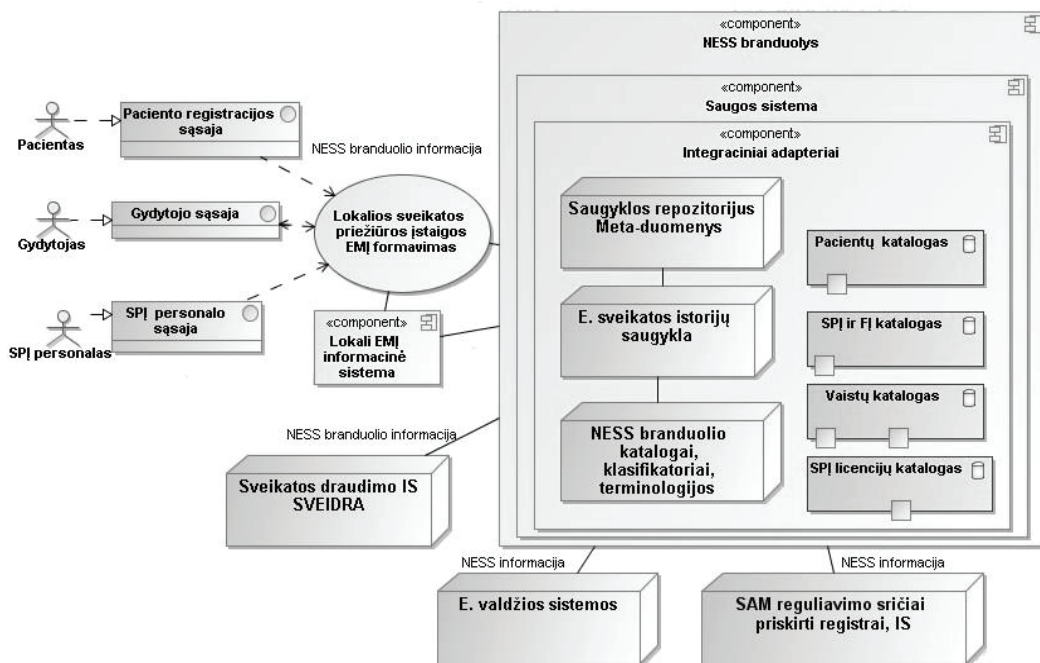 «component»
NESS branduolys
«component»
Saugos sistema
«component»
Integraciniai adapteriai
Pacientas
Paciento registracijos
sąsaja
NESS branduolio informacija
Gydytojas
Gydytojo sąsaja
SPĮ personalas
SPĮ personalo
sąsaja
Lokalios sveikatos
priežiūros įstaigos
EMĮ formavimas
«component»
Lokali EMĮ
informacinė
sistema
Saugyklos repozitorijus
Meta-duomenys
E. sveikatos istorijų
saugykla
NESS branduolio
katalogai,
klasifikatoriai,
terminologijos
Pacientų katalogas
SPĮ ir FĮ katalogas
Vaistų katalogas
SPĮ licencijų katalogas
NESS branduolio informacija
Sveikatos draudimo IS
SVEIDRA
NESS informacija
E. valdžios sistemos
NESS informacija
SAM reguliavimo sričiai
priskirti registrai, IS